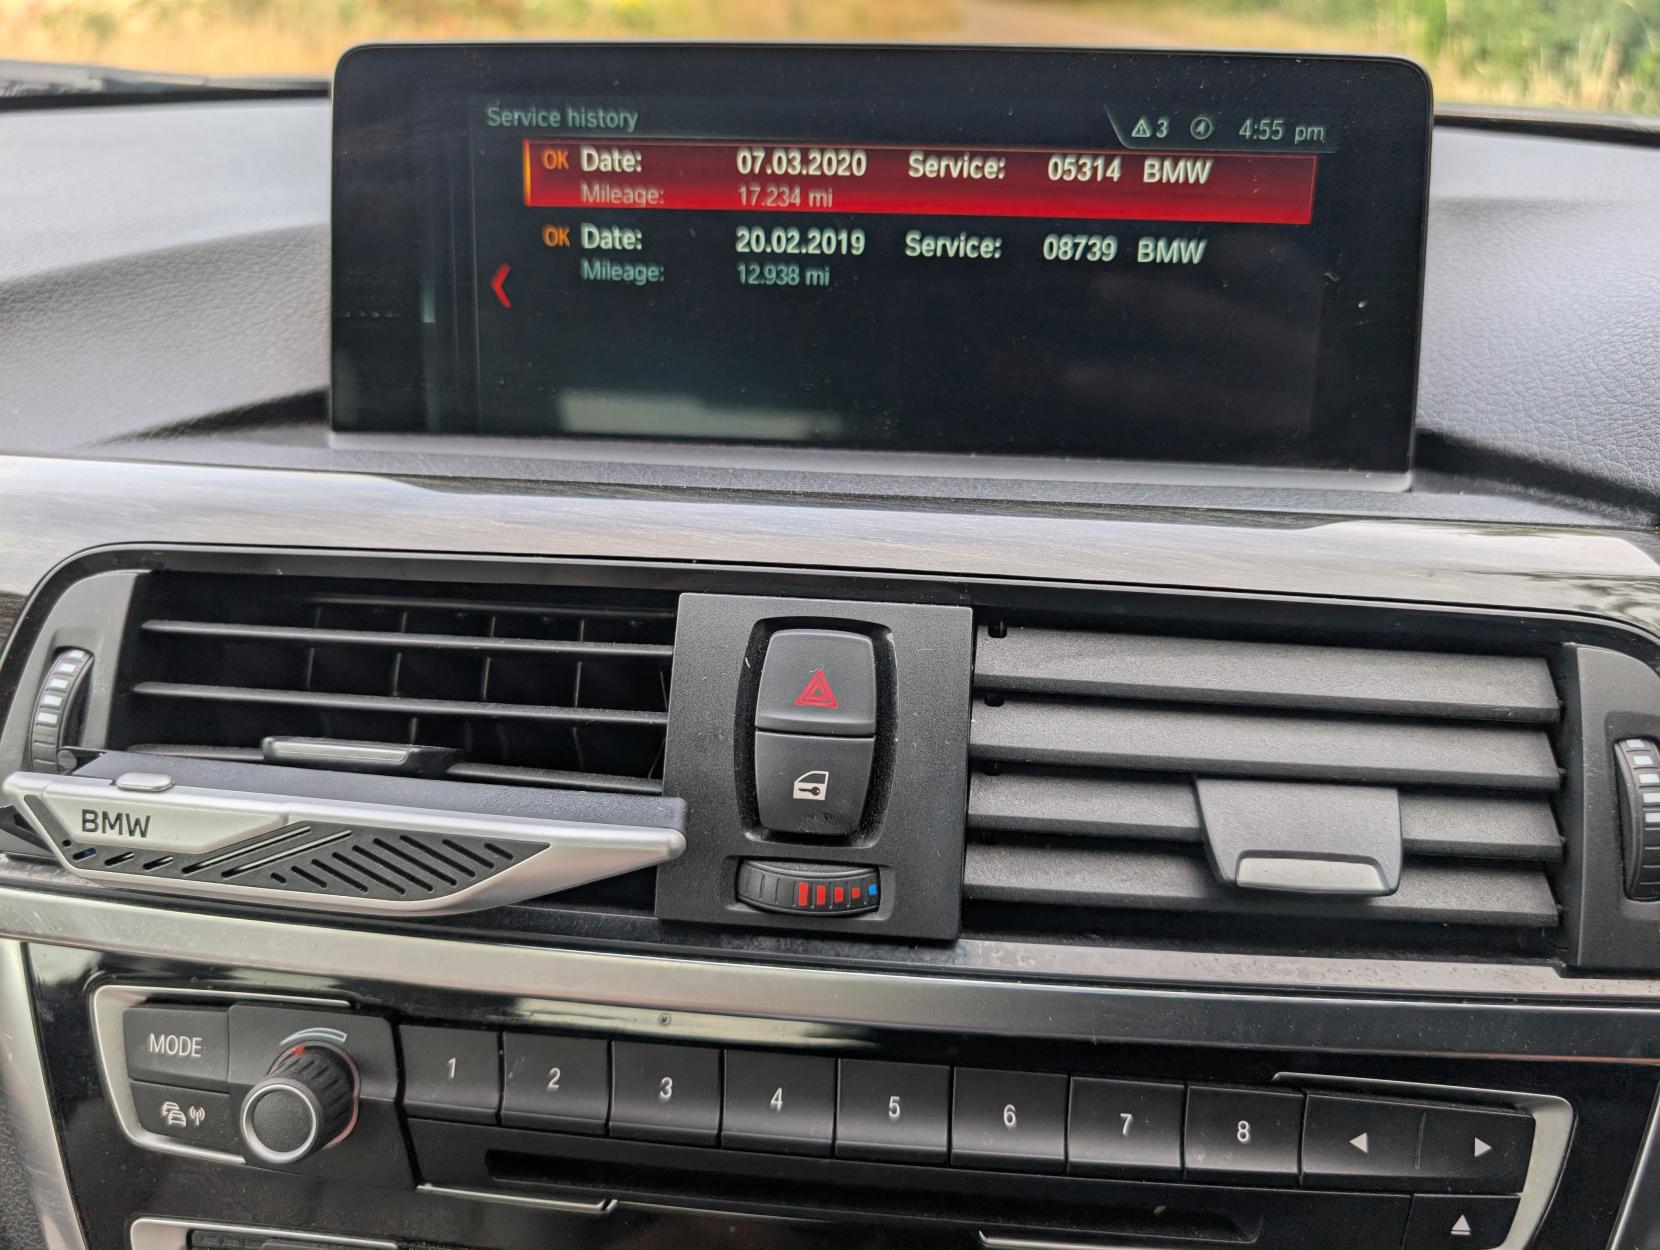 Service history
3 4:55 pm
OK Date: 07.03.2020 Service: 05314 BMW
Mileage: 17.234 mi
OK Date: 20.02.2019 Service: 08739 BMW
Mileage: 12.938 mi
BMW
MODE
1 2 3 4 5 6 7 8